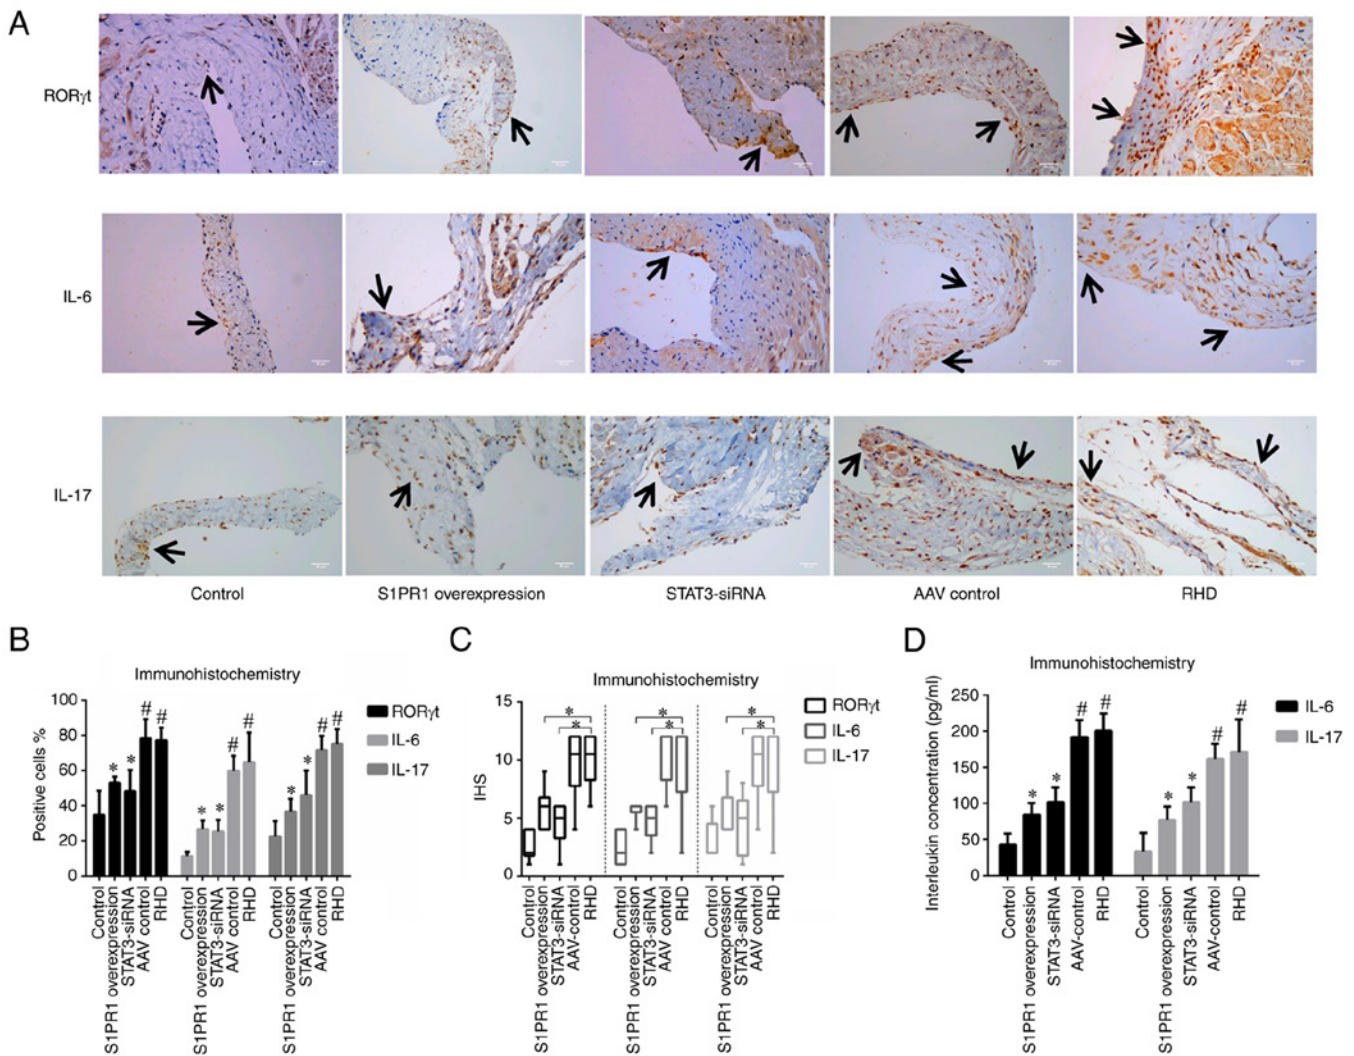 A
RORγt
IL-6
IL-17
Control
S1PR1 overexpression
STAT3-siRNA
AAV control
RHD
B
Immunohistochemistry
Positive cells %
100
80
60
40
20
0
* * # #
* * # #
* * # #
RORγt
IL-6
IL-17
Control
S1PR1 overexpression
STAT3-siRNA
AAV control
RHD
Control
S1PR1 overexpression
STAT3-siRNA
AAV control
RHD
Control
S1PR1 overexpression
STAT3-siRNA
AAV control
RHD
C
Immunohistochemistry
IHS
15
10
5
0
*
*
*
*
*
*
RORγt
IL-6
IL-17
Control
S1PR1 overexpression
STAT3-siRNA
AAV-control
RHD
Control
S1PR1 overexpression
STAT3-siRNA
AAV control
RHD
Control
S1PR1 overexpression
STAT3-siRNA
AAV control
RHD
D
Immunohistochemistry
Interleukin concentration (pg/ml)
250
200
150
100
50
0
* * # #
* * # #
IL-6
IL-17
Control
S1PR1 overexpression
STAT3-siRNA
AAV-control
RHD
Control
S1PR1 overexpression
STAT3-siRNA
AAV-control
RHD